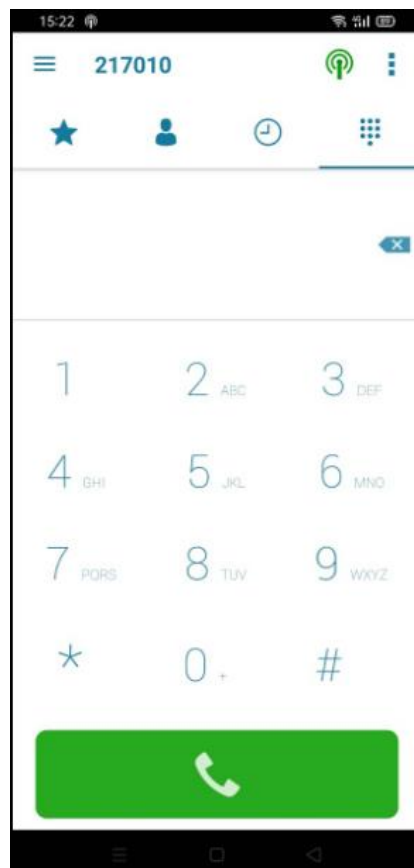 15:22
217010
1
2 ABC
3 DEF
4 GHI
5 JKL
6 MNO
7 PQRS
8 TUV
9 WXYZ
*
0 +
#